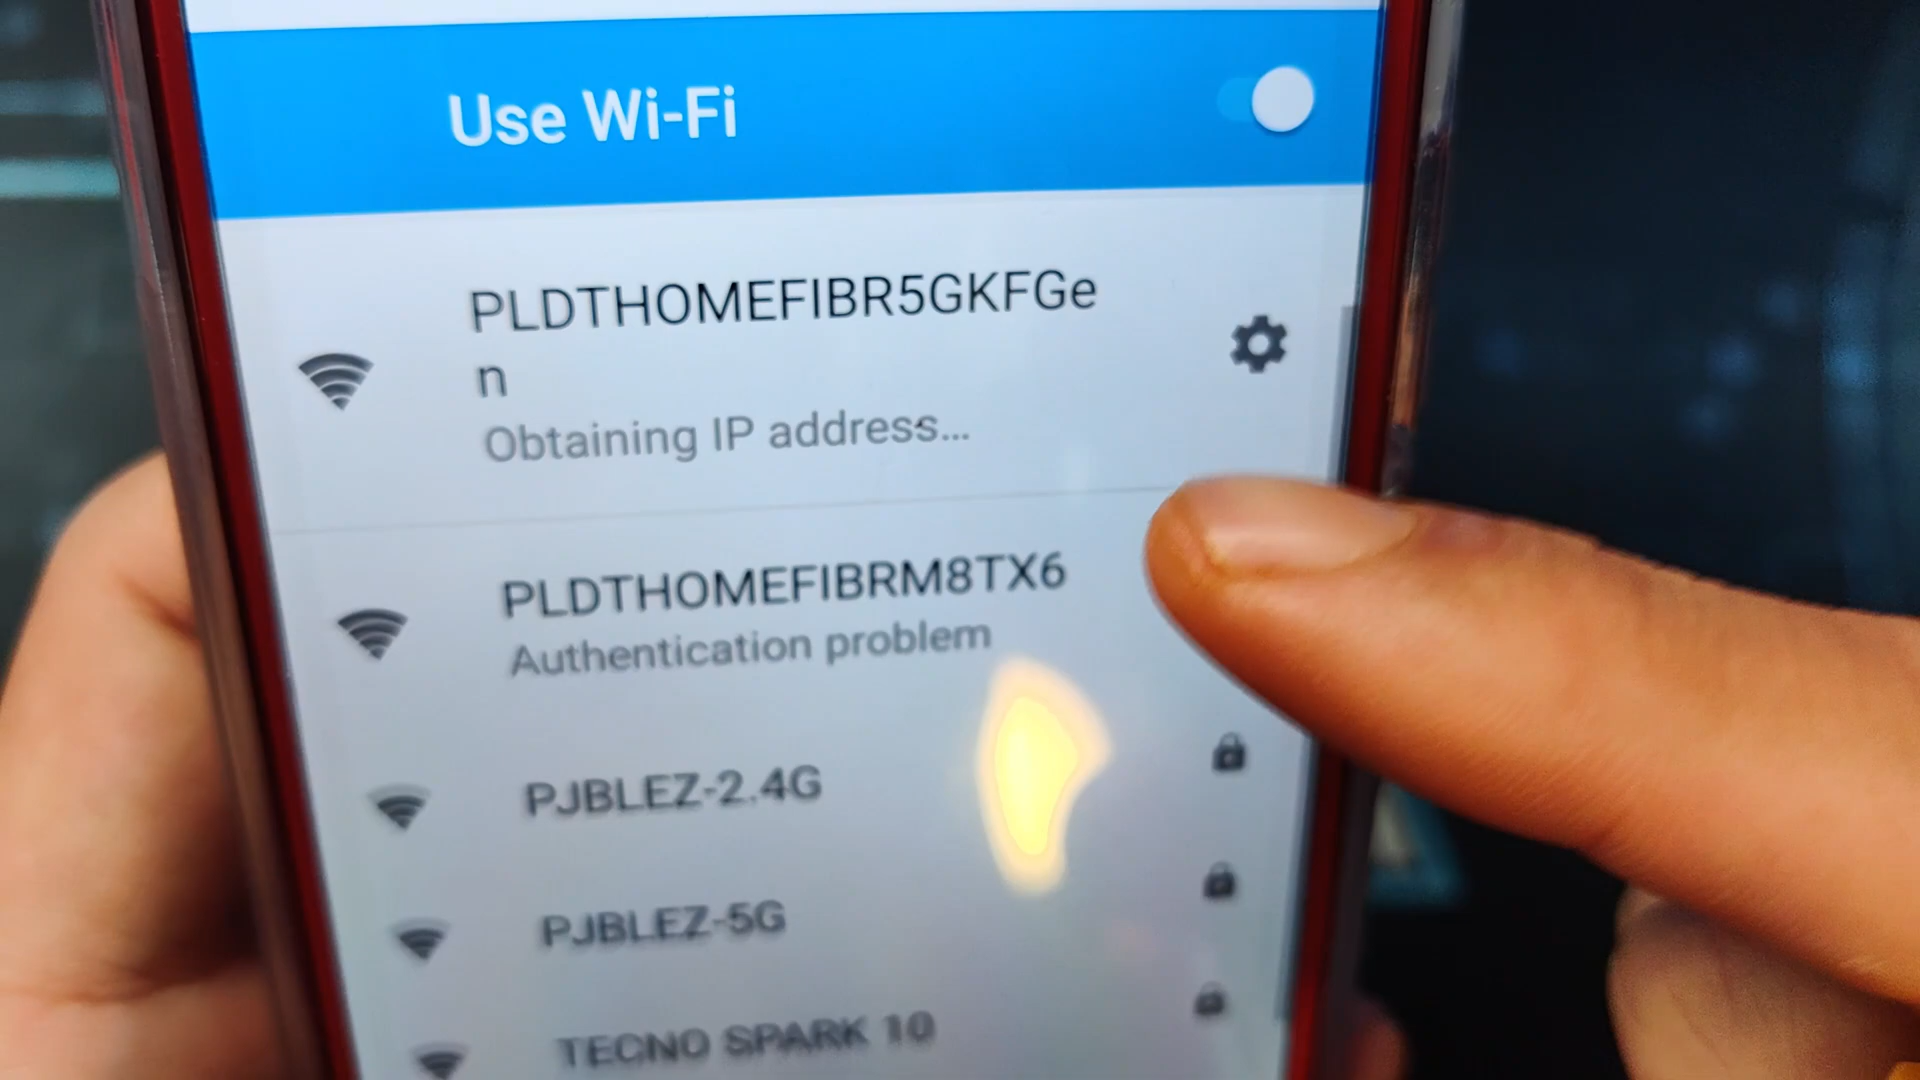 Use Wi-Fi
PLDTHOMEFIBR5GKFGe
n
Obtaining IP address...
PLDTHOMEFIBRM8TX6
Authentication problem
PJBLEZ-2.4G
PJBLEZ-5G
TECNO SPARK 10